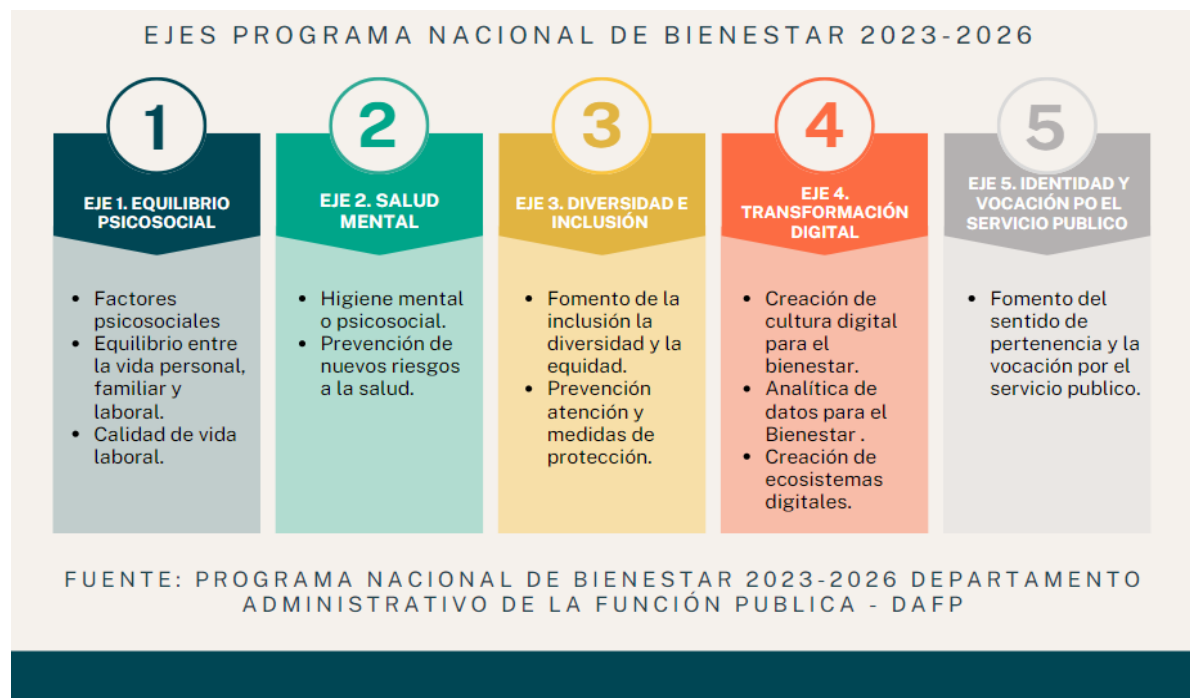 EJES PROGRAMA NACIONAL DE BIENESTAR 2023-2026
1
EJE 1. EQUILIBRIO
PSICOSOCIAL
• Factores
psicosociales
• Equilibrio entre
la vida personal,
familiar y
laboral.
• Calidad de vida
laboral.
2
EJE 2. SALUD
MENTAL
• Higiene mental
o psicosocial.
• Prevención de
nuevos riesgos
a la salud.
3
EJE 3. DIVERSIDAD E
INCLUSIÓN
• Fomento de la
inclusión la
diversidad y la
equidad.
• Prevención
atención y
medidas de
protección.
4
EJE 4.
TRANSFORMACIÓN
DIGITAL
• Creación de
cultura digital
para el
bienestar.
• Analítica de
datos para el
Bienestar .
• Creación de
ecosistemas
digitales.
5
EJE 5. IDENTIDAD Y
VOCACIÓN PO EL
SERVICIO PUBLICO
• Fomento del
sentido de
pertenencia y la
vocación por el
servicio publico.
FUENTE: PROGRAMA NACIONAL DE BIENESTAR 2023-2026 DEPARTAMENTO
ADMINISTRATIVO DE LA FUNCIÓN PUBLICA - DAFP